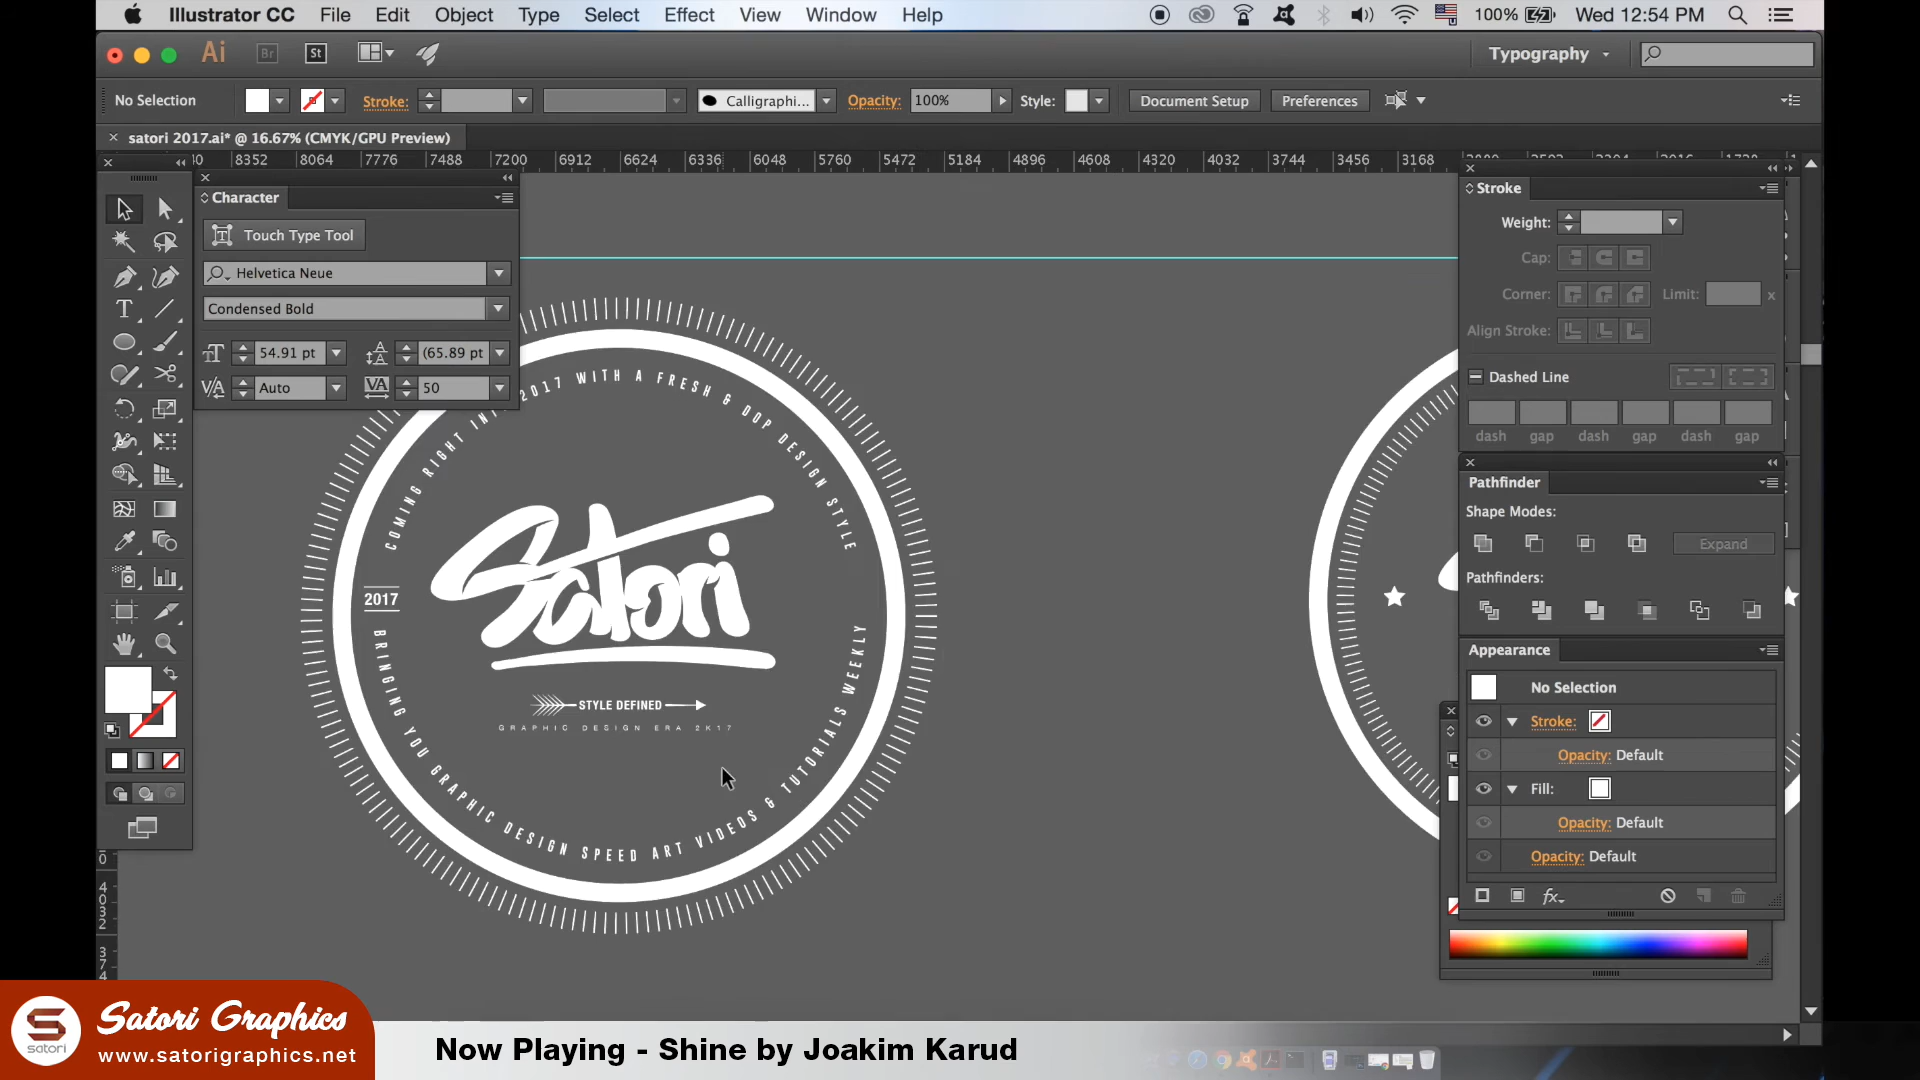 Illustrator CC File Edit Object Type Select Effect View Window Help 100% Wed 12:54 PM
Ai Br St Typography
No Selection Stroke: Calligraphi... Opacity: 100% Style: Document Setup Preferences
satori 2017.ai* @ 16.67% (CMYK/GPU Preview)
8352 8064 7776 7488 7200 6912 6624 6336 6048 5760 5472 5184 4896 4608 4320 4032 3744 3456 3168
Character
Touch Type Tool
Helvetica Neue
Condensed Bold
54.91 pt (65.89 pt
Auto 50
COMING RIGHT INTO 2017 WITH A FRESH & DOP DESIGN STYLE
2017
Satori
STYLE DEFINED
GRAPHIC DESIGN ERA 2K17
BRINGING YOU GRAPHIC DESIGN SPEED ART VIDEOS & TUTORIALS WEEKLY
Stroke
Weight:
Cap:
Corner: Limit: x
Align Stroke:
Dashed Line
dash gap dash gap dash gap
Pathfinder
Shape Modes:
Expand
Pathfinders:
Appearance
No Selection
Stroke:
Opacity: Default
Fill:
Opacity: Default
Opacity: Default
fx
Satori Graphics
satori
www.satorigraphics.net
Now Playing - Shine by Joakim Karud